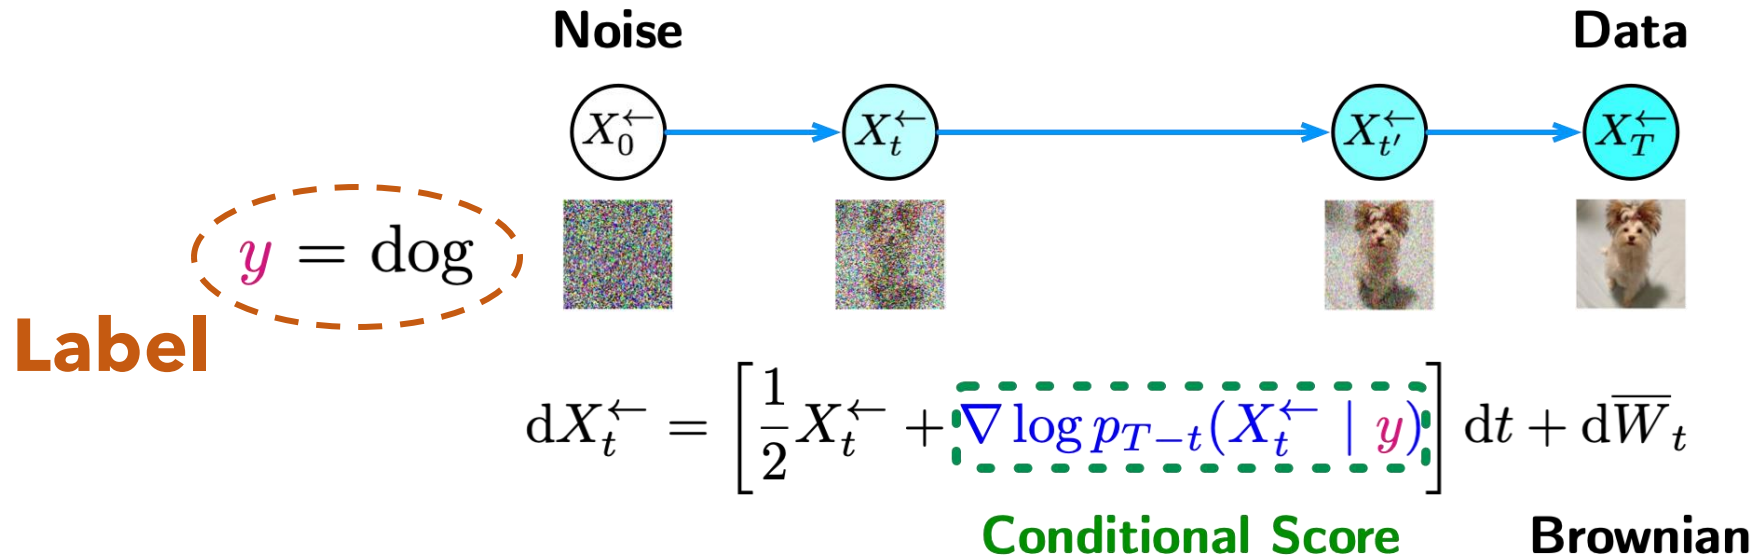 Noise Data
X_0^← X_t^← X_{t'}^← X_T^←
y = dog
Label
dX_t^← = [1/2 X_t^← + ∇ log p_{T−t}(X_t^← | y)] dt + dW̅_t
Conditional Score Brownian